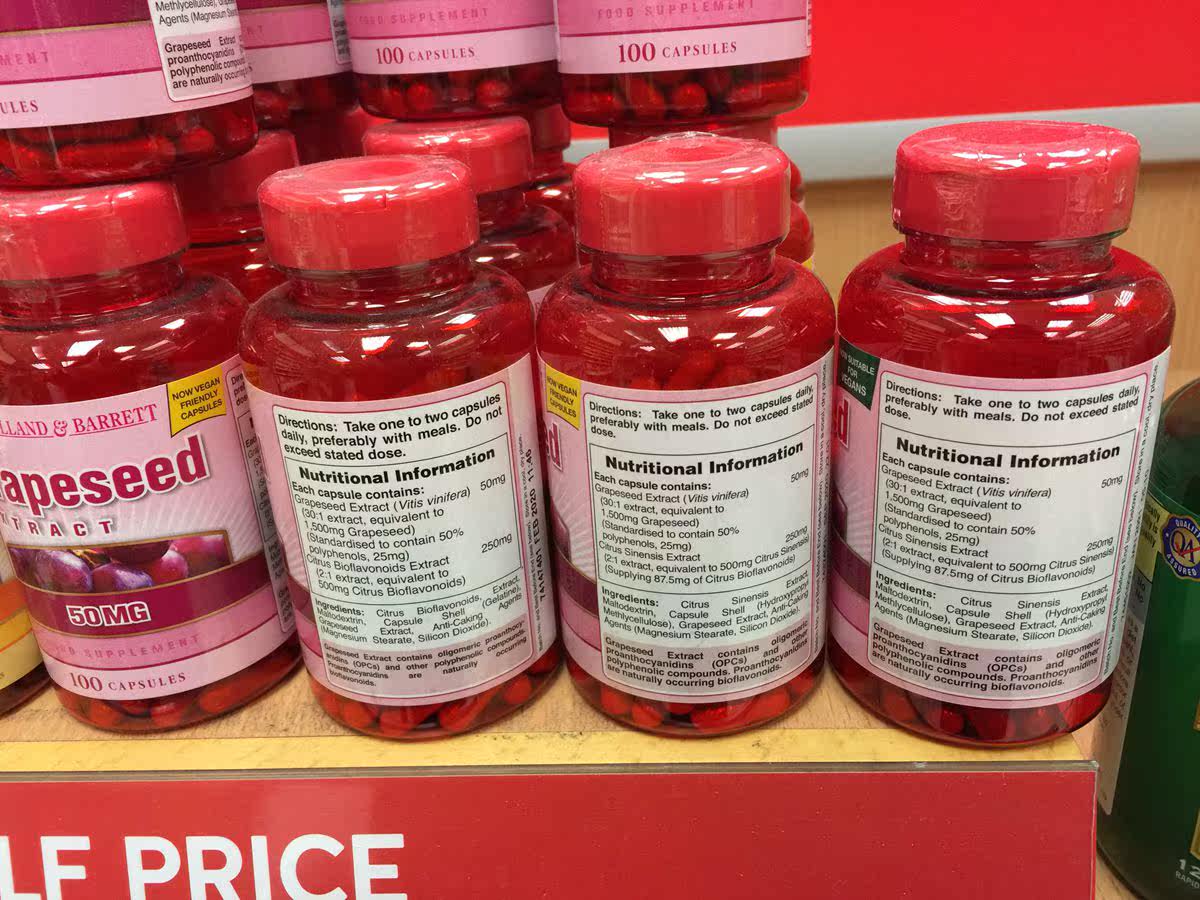 Methylcellulose), Grapeseed
Agents (Magnesium Stearate
Grapeseed Extract
proanthocyanidins
polyphenolic compounds
are naturally occurring
FOOD SUPPLEMENT
100 CAPSULES
FOOD SUPPLEMENT
100 CAPSULES
LLAND & BARRETT
NOW VEGAN
FRIENDLY
CAPSULES
apeseed
TRACT
50MG
OD SUPPLEMENT
100 CAPSULES
Directions: Take one to two capsules
daily, preferably with meals. Do not
exceed stated dose.
Nutritional Information
Each capsule contains:
Grapeseed Extract (Vitis vinifera) 50mg
(30:1 extract, equivalent to
1,500mg Grapeseed)
(Standardised to contain 50%
polyphenols, 25mg)
Citrus Bioflavonoids Extract 250mg
(2:1 extract, equivalent to
500mg Citrus Bioflavonoids)
Ingredients: Citrus Bioflavonoids, Extract,
Maltodextrin, Capsule Shell (Gelatine),
Grapeseed Extract, Anti-Caking Agents
(Magnesium Stearate, Silicon Dioxide).
Grapeseed Extract contains oligomeric proanthocy-
anidins (OPCs) and other polyphenolic compounds.
Proanthocyanidins are naturally occurring
bioflavonoids.
NOW VEGAN
FRIENDLY
CAPSULES
Directions: Take one to two capsules daily,
preferably with meals. Do not exceed stated
dose.
Nutritional Information
Each capsule contains:
Grapeseed Extract (Vitis vinifera) 50mg
(30:1 extract, equivalent to
1,500mg Grapeseed)
(Standardised to contain 50%
polyphenols, 25mg)
Citrus Sinensis Extract 250mg
(2:1 extract, equivalent to 500mg Citrus Sinensis)
(Supplying 87.5mg of Citrus Bioflavonoids)
Ingredients: Citrus Sinensis Extract,
Maltodextrin, Capsule Shell (Hydroxypropyl
Methylcellulose), Grapeseed Extract, Anti-Caking
Agents (Magnesium Stearate, Silicon Dioxide).
Grapeseed Extract contains oligomeric
proanthocyanidins (OPCs) and other
polyphenolic compounds. Proanthocyanidins
are naturally occurring bioflavonoids.
SUITABLE
FOR
VEGANS
Directions: Take one to two capsules daily,
preferably with meals. Do not exceed stated
dose.
Nutritional Information
Each capsule contains:
Grapeseed Extract (Vitis vinifera) 50mg
(30:1 extract, equivalent to
1,500mg Grapeseed)
(Standardised to contain 50%
polyphenols, 25mg)
Citrus Sinensis Extract 250mg
(2:1 extract, equivalent to 500mg Citrus Sinensis)
(Supplying 87.5mg of Citrus Bioflavonoids)
Ingredients: Citrus Sinensis Extract,
Maltodextrin, Capsule Shell (Hydroxypropyl
Methylcellulose), Grapeseed Extract, Anti-Caking
Agents (Magnesium Stearate, Silicon Dioxide).
Grapeseed Extract contains oligomeric
proanthocyanidins (OPCs) and other
polyphenolic compounds. Proanthocyanidins
are naturally occurring bioflavonoids.
QUALITY
ASSURED
LF PRICE